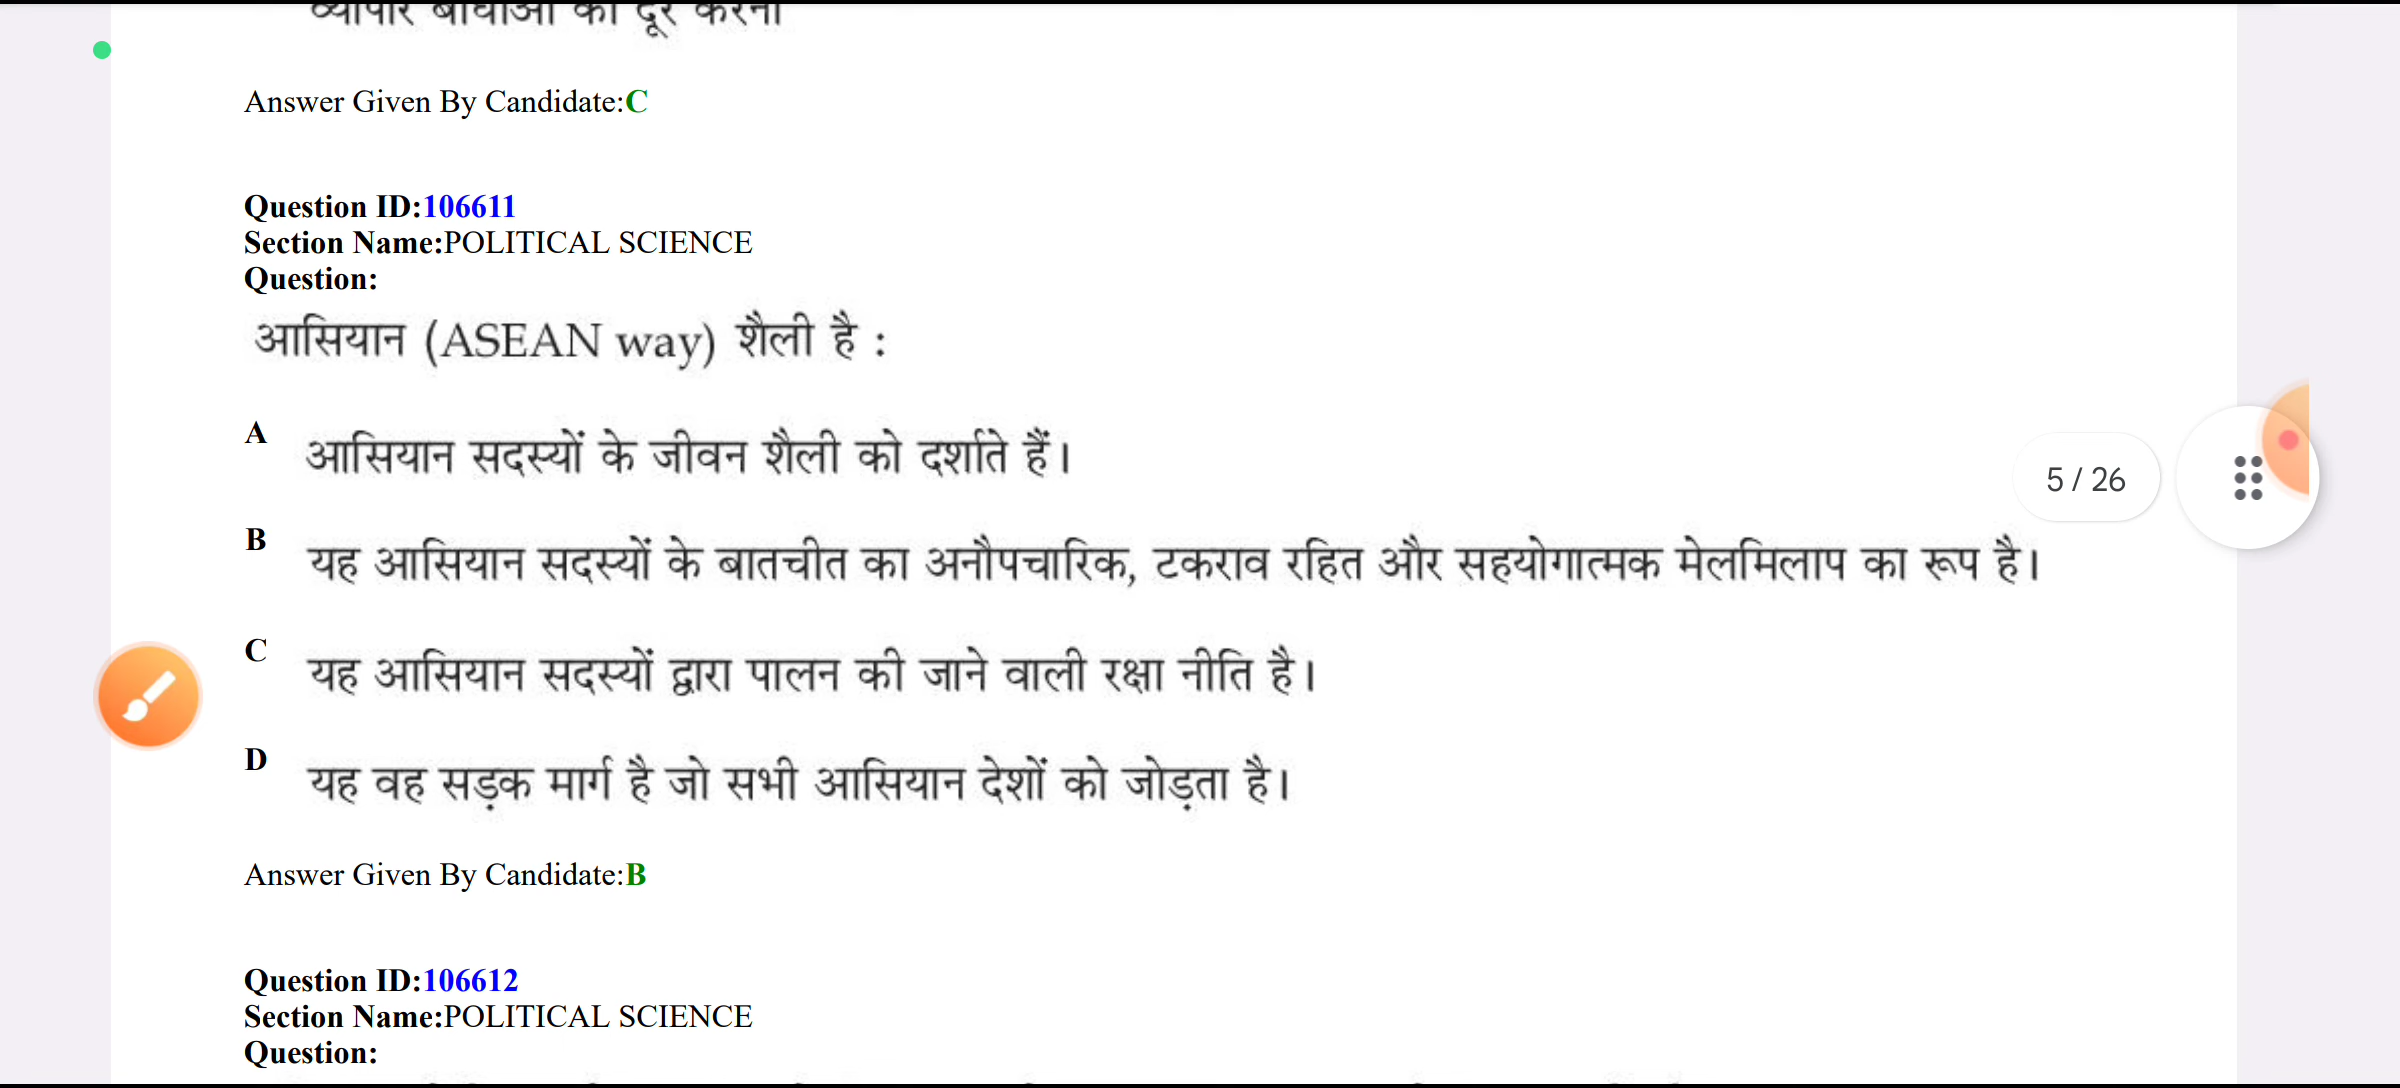 व्यापार बाधाओं को दूर करना
Answer Given By Candidate:C
Question ID:106611
Section Name:POLITICAL SCIENCE
Question:
आसियान (ASEAN way) शैली है :
A आसियान सदस्यों के जीवन शैली को दर्शाते हैं।
5 / 26
B यह आसियान सदस्यों के बातचीत का अनौपचारिक, टकराव रहित और सहयोगात्मक मेलमिलाप का रूप है।
C यह आसियान सदस्यों द्वारा पालन की जाने वाली रक्षा नीति है।
D यह वह सड़क मार्ग है जो सभी आसियान देशों को जोड़ता है।
Answer Given By Candidate:B
Question ID:106612
Section Name:POLITICAL SCIENCE
Question: